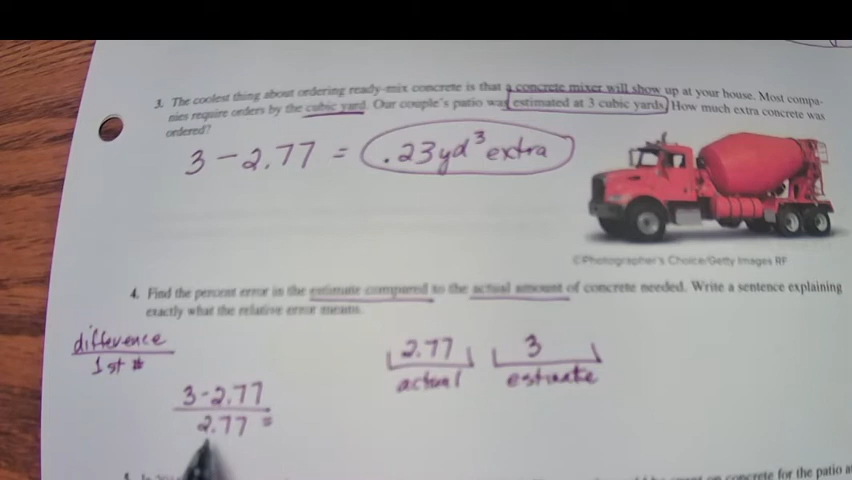 3. The coolest thing about ordering ready-mix concrete is that a concrete mixer will show up at your house. Most compa-
nies require orders by the cubic yard. Our couple's patio was estimated at 3 cubic yards. How much extra concrete was
ordered?
3 - 2.77 = .23yd³ extra
©Photographer's Choice/Getty Images RF
4. Find the percent error in the estimate compared to the actual amount of concrete needed. Write a sentence explaining
exactly what the relative error means.
difference
1st #
2.77 3
actual estimate
3-2.77
2.77 =
concrete for the patio